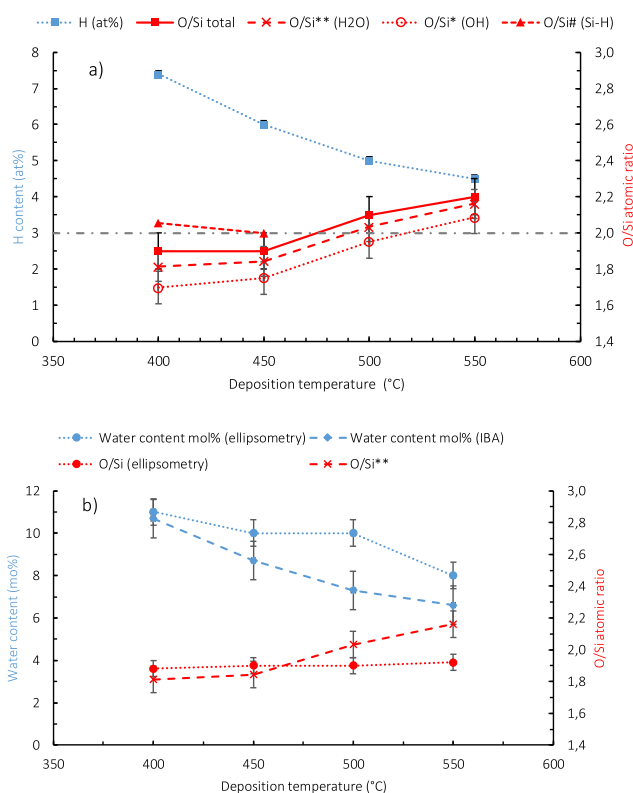 H (at%) O/Si total O/Si** (H2O) O/Si* (OH) O/Si# (Si-H)
a)
H content (at%)
8
7
6
5
4
3
2
1
0
3,0
2,8
2,6
2,4
2,2
2,0
1,8
1,6
1,4
O/Si atomic ratio
350 400 450 500 550 600
Deposition temperature (°C)
Water content mol% (ellipsometry) Water content mol% (IBA)
O/Si (ellipsometry) O/Si**
b)
Water content (mo%)
12
10
8
6
4
2
0
3,0
2,8
2,6
2,4
2,2
2,0
1,8
1,6
1,4
O/Si atomic ratio
400 450 500 550
350 600
Deposition temperature (°C)